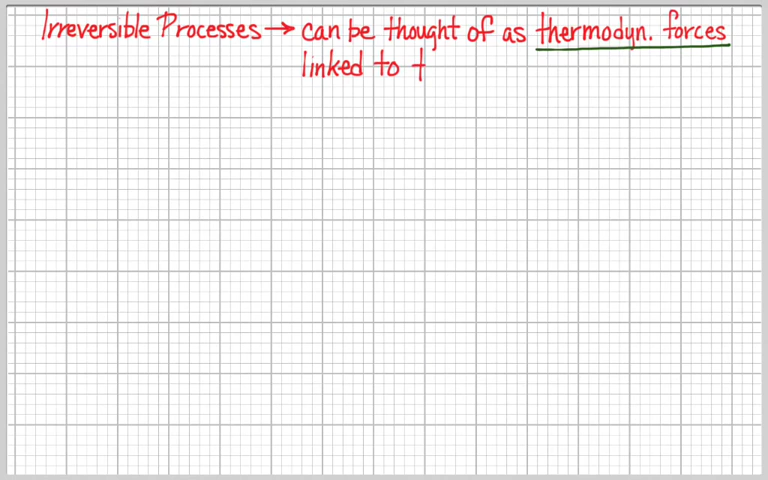 Irreversible Processes → can be thought of as thermodyn. forces
linked to